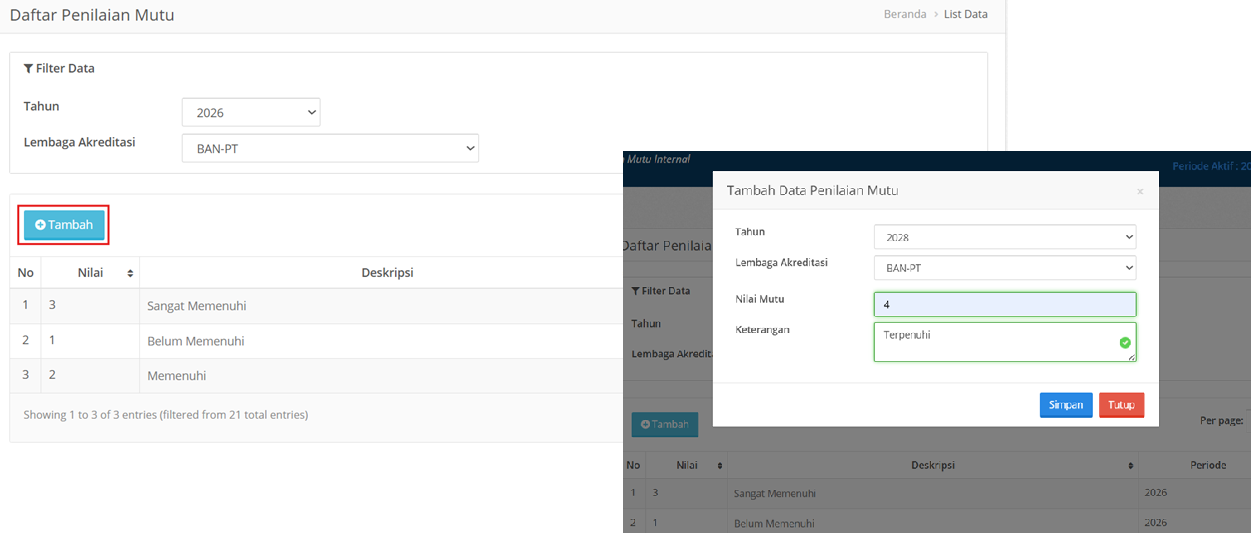 Daftar Penilaian Mutu
Beranda > List Data
Filter Data
Tahun
2026
Lembaga Akreditasi
BAN-PT
Tambah
No Nilai Deskripsi
1 3 Sangat Memenuhi
2 1 Belum Memenuhi
3 2 Memenuhi
Showing 1 to 3 of 3 entries (filtered from 21 total entries)
Mutu Internal
Periode Aktif : 20
Tambah Data Penilaian Mutu ×
Tahun
2028
Lembaga Akreditasi
BAN-PT
Nilai Mutu
4
Keterangan
Terpenuhi
Simpan Tutup
Daftar Penilaia
Filter Data
Tahun
Lembaga Akredit
Tambah
Per page:
No Nilai Deskripsi Periode
1 3 Sangat Memenuhi 2026
2 1 Belum Memenuhi 2026